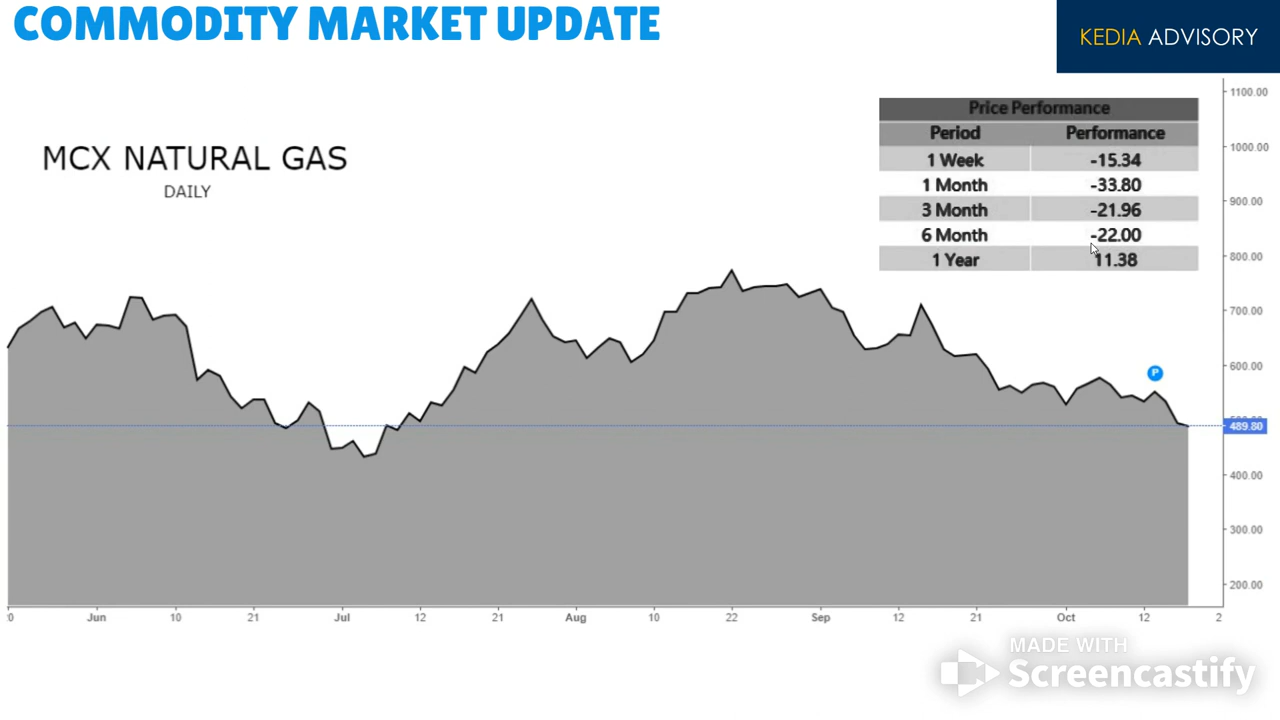 COMMODITY MARKET UPDATE
KEDIA ADVISORY
MCX NATURAL GAS
DAILY
Price Performance
Period Performance
1 Week -15.34
1 Month -33.80
3 Month -21.96
6 Month -22.00
1 Year 11.38
1100.00
1000.00
900.00
800.00
700.00
600.00
489.80
400.00
300.00
200.00
P
:0 Jun 10 21 Jul 12 21 Aug 10 22 Sep 12 21 Oct 12 2
MADE WITH
Screencastify